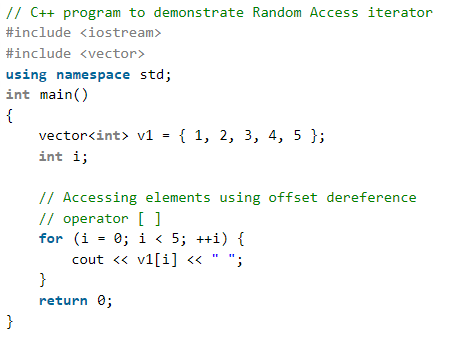 // C++ program to demonstrate Random Access iterator
#include <iostream>
#include <vector>
using namespace std;
int main()
{
    vector<int> v1 = { 1, 2, 3, 4, 5 };
    int i;

    // Accessing elements using offset dereference
    // operator [ ]
    for (i = 0; i < 5; ++i) {
        cout << v1[i] << " ";
    }
    return 0;
}